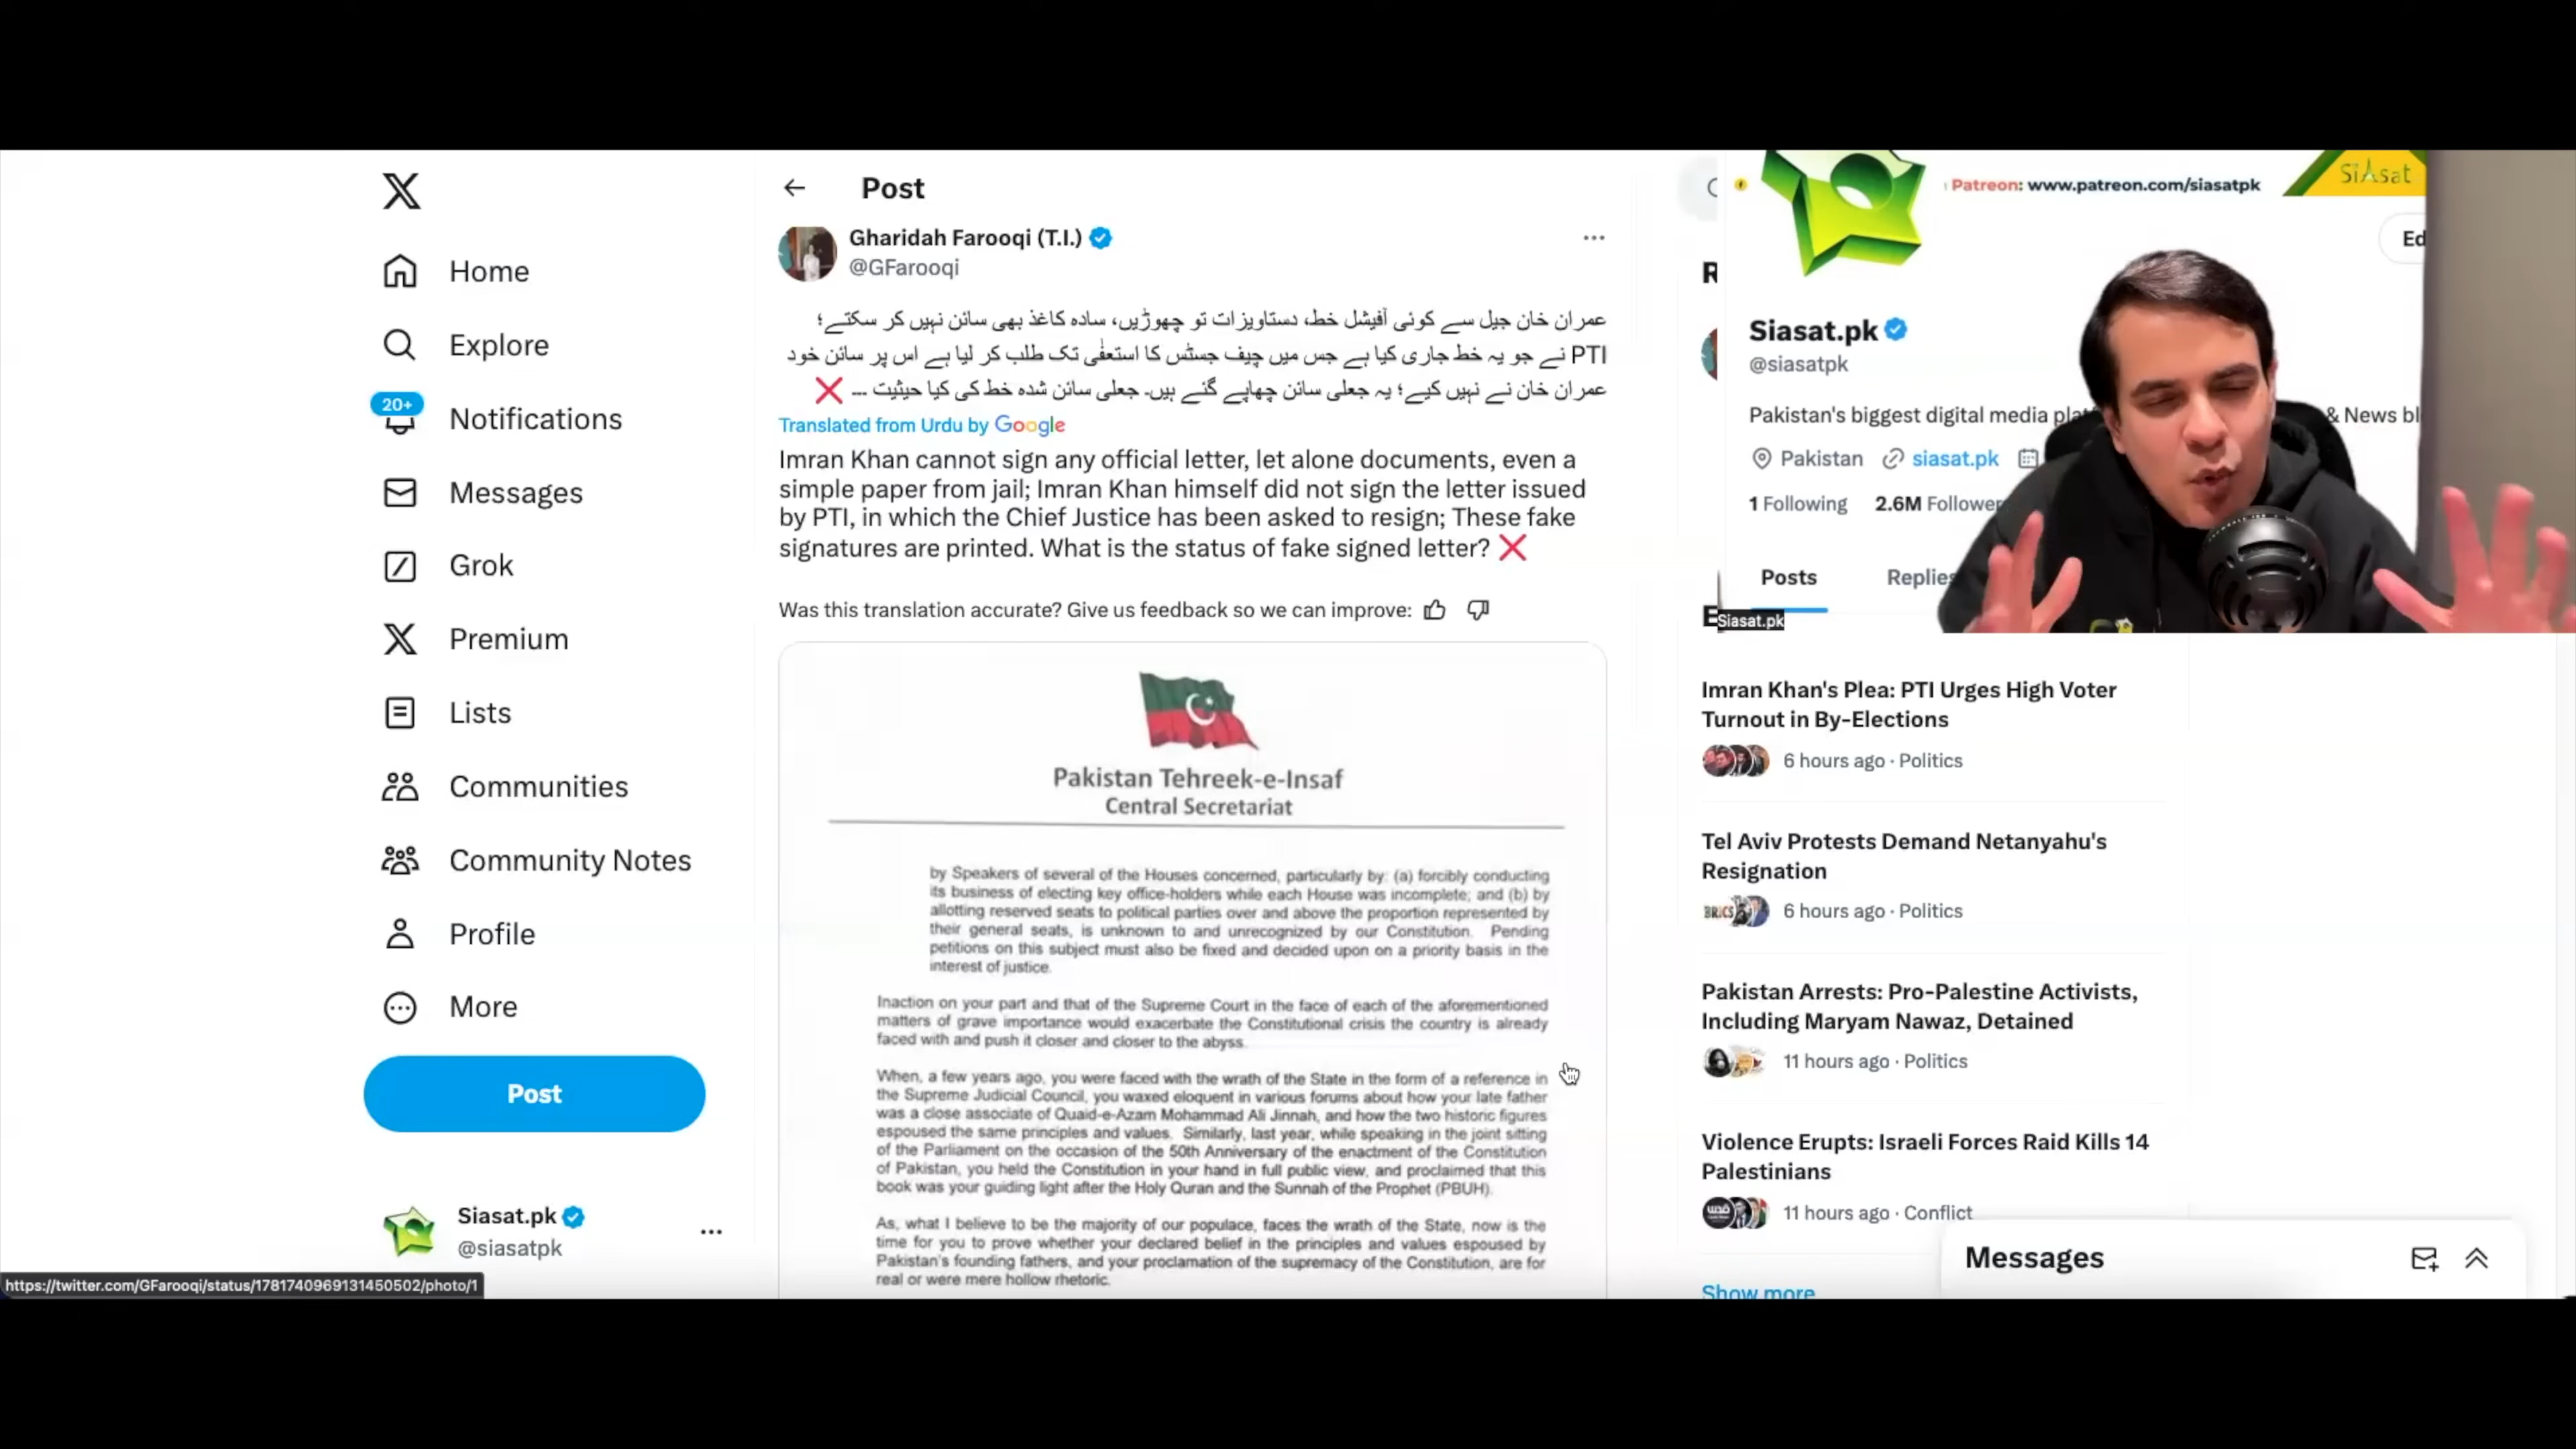 Home
Explore
20+
Notifications
Messages
Grok
Premium
Lists
Communities
Community Notes
Profile
More
Post
Siasat.pk
@siasatpk
https://twitter.com/GFarooqi/status/1781740969131450502/photo/1
Post
Gharidah Farooqi (T.I.)
@GFarooqi
عمران خان جیل سے کوئی آفیشل خط، دستاویزات تو چھوڑیں، سادہ کاغذ بھی سائن نہیں کر سکتے؛
PTI نے جو یہ خط جاری کیا ہے جس میں چیف جسٹس کا استعفٰی تک طلب کر لیا ہے اس پر سائن خود
عمران خان نے نہیں کیے؛ یہ جعلی سائن چھاپے گئے ہیں۔ جعلی سائن شدہ خط کی کیا حیثیت ... ❌
Translated from Urdu by Google
Imran Khan cannot sign any official letter, let alone documents, even a
simple paper from jail; Imran Khan himself did not sign the letter issued
by PTI, in which the Chief Justice has been asked to resign; These fake
signatures are printed. What is the status of fake signed letter? ❌
Was this translation accurate? Give us feedback so we can improve:
Pakistan Tehreek-e-Insaf
Central Secretariat
by Speakers of several of the Houses concerned, particularly by: (a) forcibly conducting
its business of electing key office-holders while each House was incomplete; and (b) by
allotting reserved seats to political parties over and above the proportion represented by
their general seats, is unknown to and unrecognized by our Constitution. Pending
petitions on this subject must also be fixed and decided upon on a priority basis in the
interest of justice.
Inaction on your part and that of the Supreme Court in the face of each of the aforementioned
matters of grave importance would exacerbate the Constitutional crisis the country is already
faced with and push it closer and closer to the abyss.
When, a few years ago, you were faced with the wrath of the State in the form of a reference in
the Supreme Judicial Council, you waxed eloquent in various forums about how your late father
was a close associate of Quaid-e-Azam Mohammad Ali Jinnah, and how the two historic figures
espoused the same principles and values. Similarly, last year, while speaking in the joint sitting
of the Parliament on the occasion of the 50th Anniversary of the enactment of the Constitution
of Pakistan, you held the Constitution in your hand in full public view, and proclaimed that this
book was your guiding light after the Holy Quran and the Sunnah of the Prophet (PBUH).
As, what I believe to be the majority of our populace, faces the wrath of the State, now is the
time for you to prove whether your declared belief in the principles and values espoused by
Pakistan's founding fathers, and your proclamation of the supremacy of the Constitution, are for
real or were mere hollow rhetoric.
Patreon: www.patreon.com/siasatpk
SiAsat
Ed
Siasat.pk
@siasatpk
Pakistan's biggest digital media & News
Pakistan siasat.pk
1 Following 2.6M Follower
Posts Replies
Siasat.pk
Imran Khan's Plea: PTI Urges High Voter
Turnout in By-Elections
6 hours ago · Politics
Tel Aviv Protests Demand Netanyahu's
Resignation
BRICS
6 hours ago · Politics
Pakistan Arrests: Pro-Palestine Activists,
Including Maryam Nawaz, Detained
11 hours ago · Politics
Violence Erupts: Israeli Forces Raid Kills 14
Palestinians
11 hours ago · Conflict
Show more
Messages